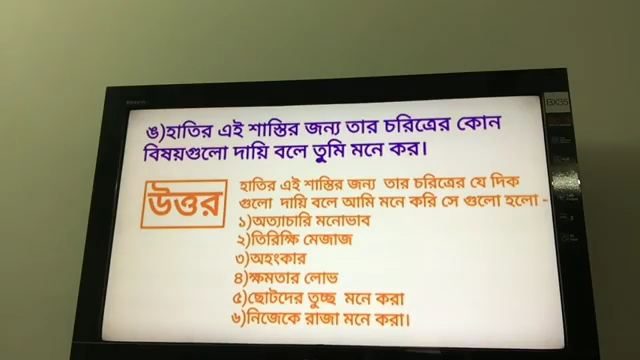 ঙ)হাতির এই শাস্তির জন্য তার চরিত্রের কোন
বিষয়গুলো দায়ি বলে তুমি মনে কর।
উত্তর
হাতির এই শাস্তির জন্য তার চরিত্রের যে দিক
গুলো দায়ি বলে আমি মনে করি সে গুলো হলো -
১)অত্যাচারি মনোভাব
২)তিরিক্ষি মেজাজ
৩)অহংকার
৪)ক্ষমতার লোভ
৫)ছোটদের তুচ্ছ মনে করা
৬)নিজেকে রাজা মনে করা।
BX35